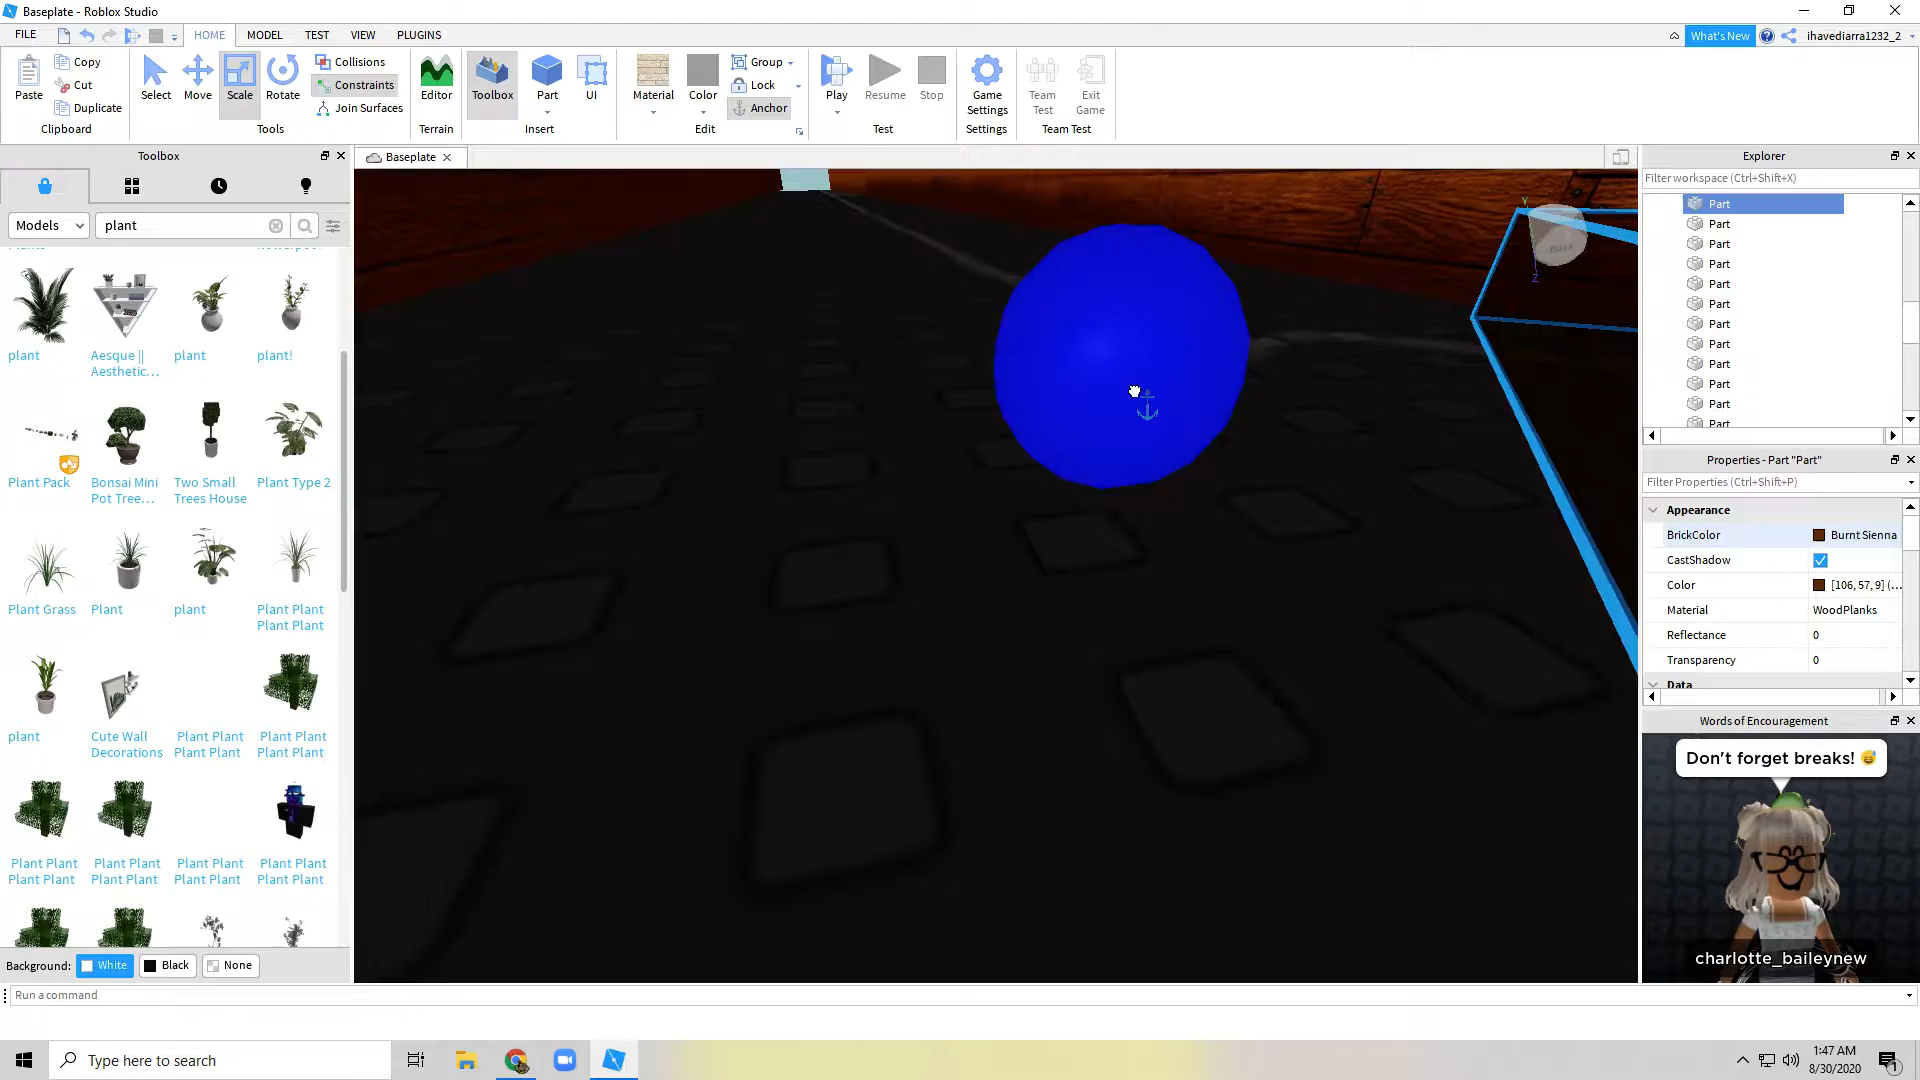 Baseplate - Roblox Studio
FILE HOME MODEL TEST VIEW PLUGINS What's New ihavediarra1232_2
Paste Copy Cut Duplicate Clipboard
Select Move Scale Rotate Collisions Constraints Join Surfaces Tools
Editor Terrain
Toolbox Part UI Insert
Material Color Group Lock Anchor Edit
Play Resume Stop Test
Game Settings Settings
Team Test Exit Game Team Test
Toolbox
Models plant
plant Aesque || Aesthetic... plant plant!
Plant Pack Bonsai Mini Pot Tree... Two Small Trees House Plant Type 2
Plant Grass Plant plant Plant Plant Plant Plant
plant Cute Wall Decorations Plant Plant Plant Plant Plant Plant Plant Plant
Plant Plant Plant Plant Plant Plant Plant Plant Plant Plant Plant Plant Plant Plant Plant Plant
Background: White Black None
Run a command
Baseplate
Y
Back
Z
Explorer
Filter workspace (Ctrl+Shift+X)
Part
Part
Part
Part
Part
Part
Part
Part
Part
Part
Part
Part
Properties - Part "Part"
Filter Properties (Ctrl+Shift+P)
Appearance
BrickColor Burnt Sienna
CastShadow
Color [106, 57, 9] (...
Material WoodPlanks
Reflectance 0
Transparency 0
Data
Words of Encouragement
Don't forget breaks! 😅
charlotte_baileynew
Type here to search
1:47 AM
8/30/2020
1